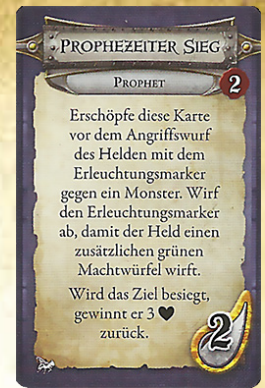 Prophezeiter Sieg
Prophet
2
Erschöpfe diese Karte
vor dem Angriffswurf
des Helden mit dem
Erleuchtungsmarker
gegen ein Monster. Wirf
den Erleuchtungsmarker
ab, damit der Held einen
zusätzlichen grünen
Machtwürfel wirft.
Wird das Ziel besiegt,
gewinnt er 3 ♥
zurück.
2